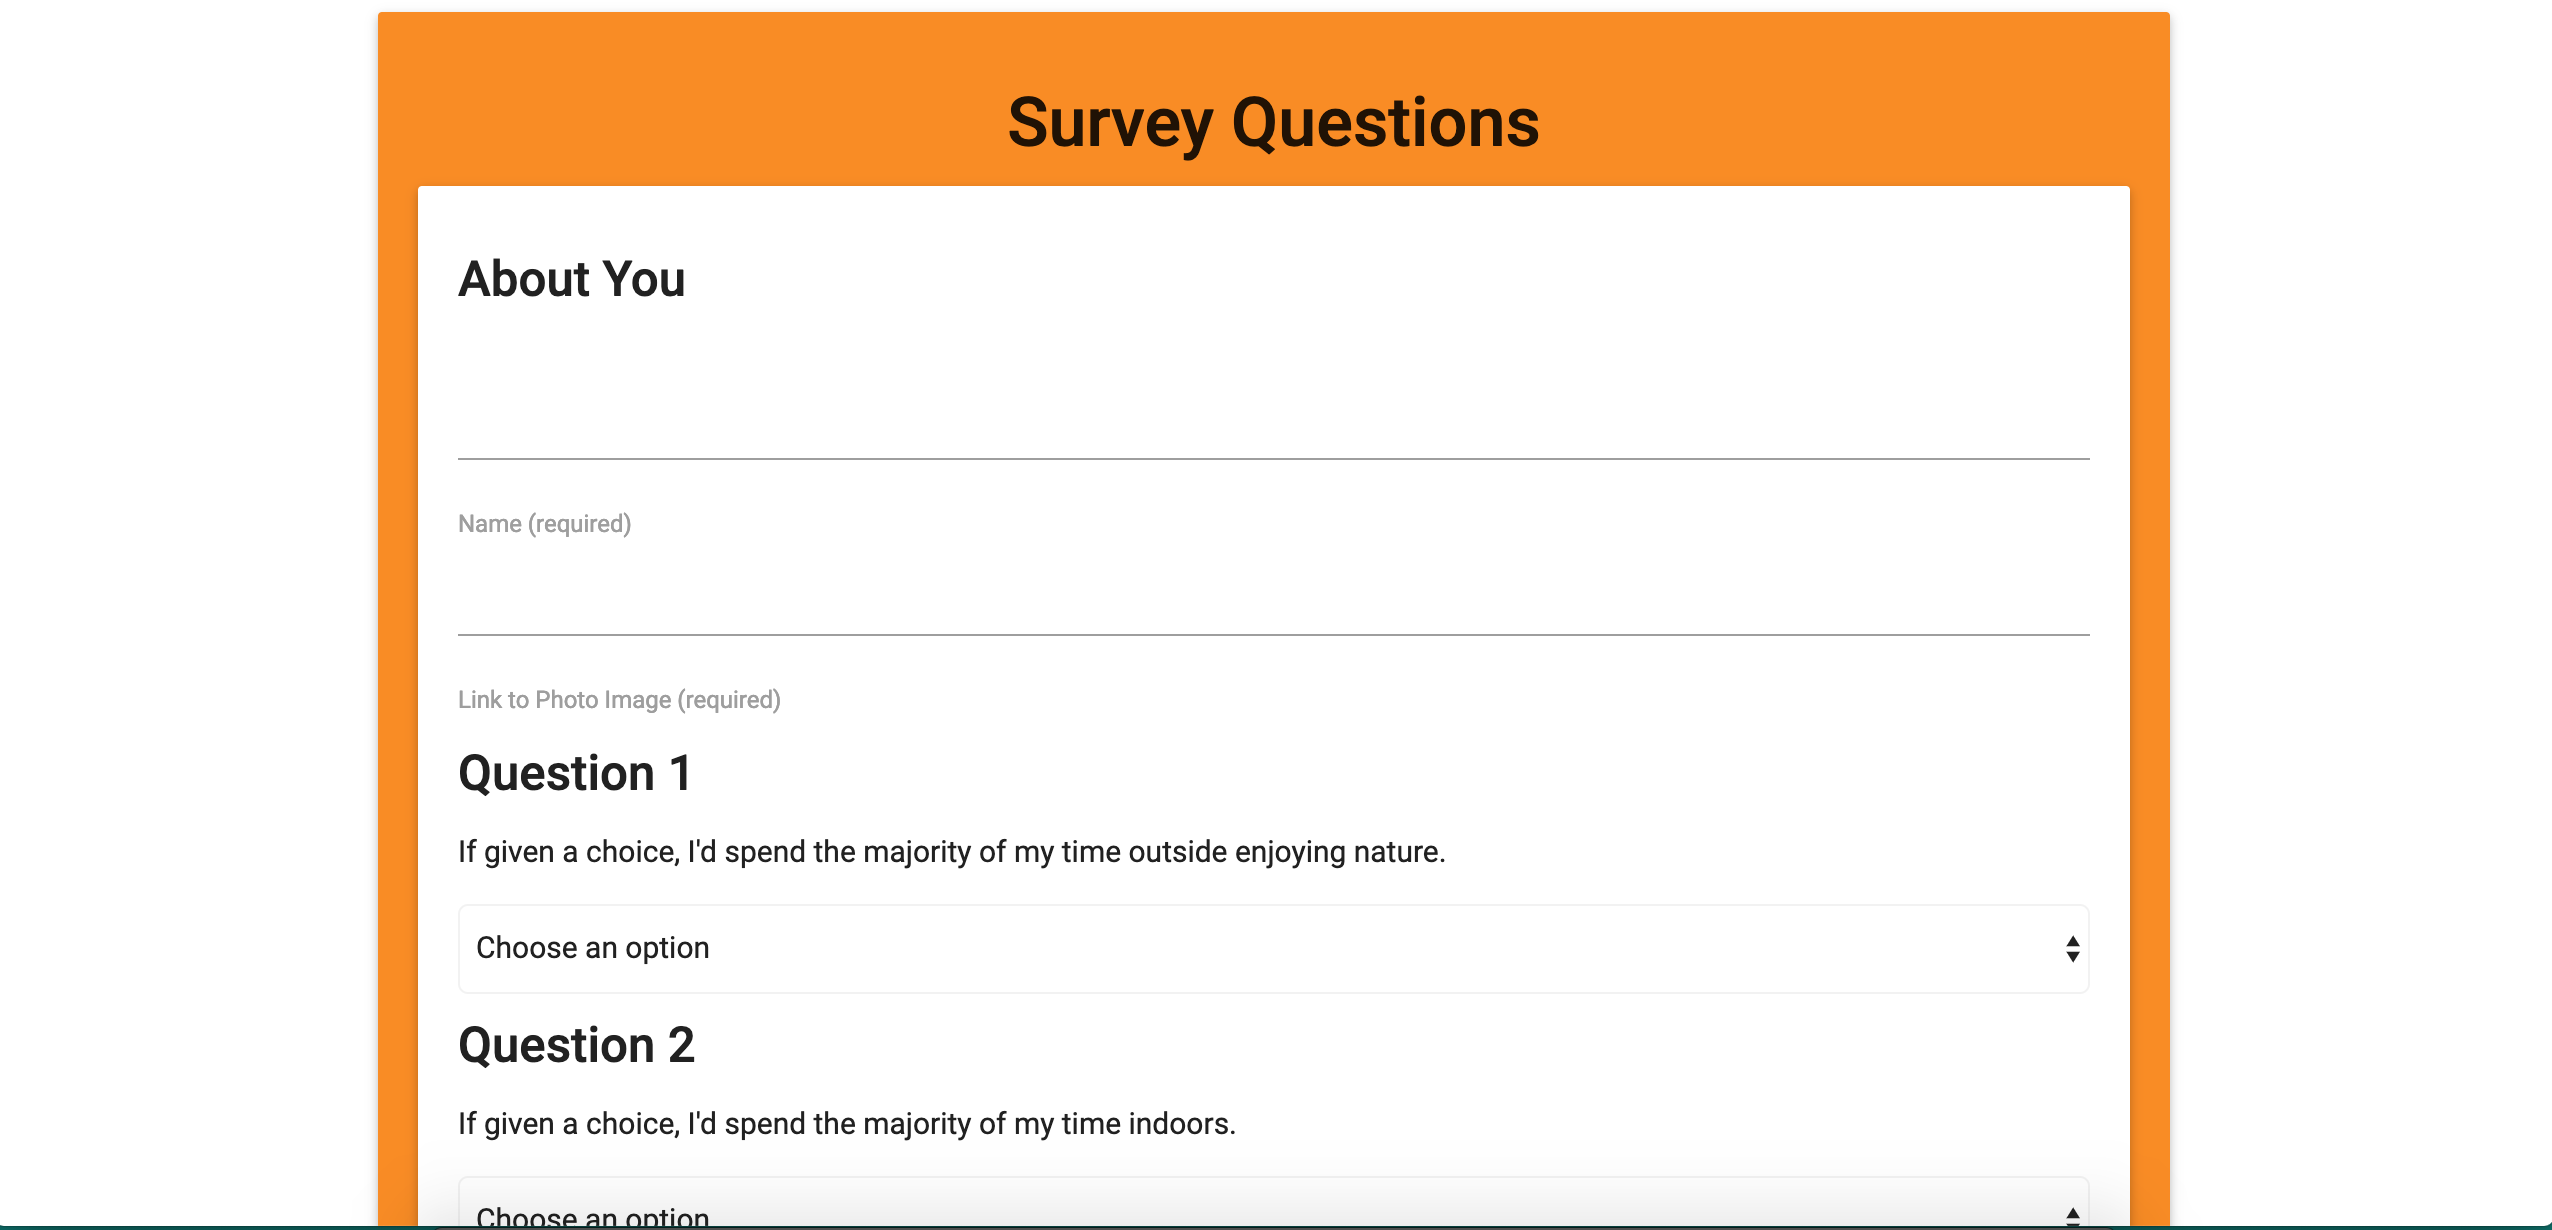 Survey Questions
About You
Name (required)
Link to Photo Image (required)
Question 1
If given a choice, I'd spend the majority of my time outside enjoying nature.
Choose an option
Question 2
If given a choice, I'd spend the majority of my time indoors.
Choose an option